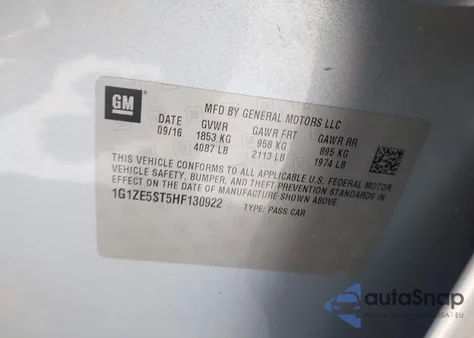 GM
MFD BY GENERAL MOTORS LLC
DATE GVWR GAWR FRT GAWR RR
09/16 1853 KG 958 KG 895 KG
4087 LB 2113 LB 1974 LB
THIS VEHICLE CONFORMS TO ALL APPLICABLE U.S. FEDERAL MOTOR
VEHICLE SAFETY, BUMPER, AND THEFT PREVENTION STANDARDS IN
EFFECT ON THE DATE OF MANUFACTURE SHOWN ABOVE.
1G1ZE5ST5HF130922 TYPE: PASS CAR
autoSnap